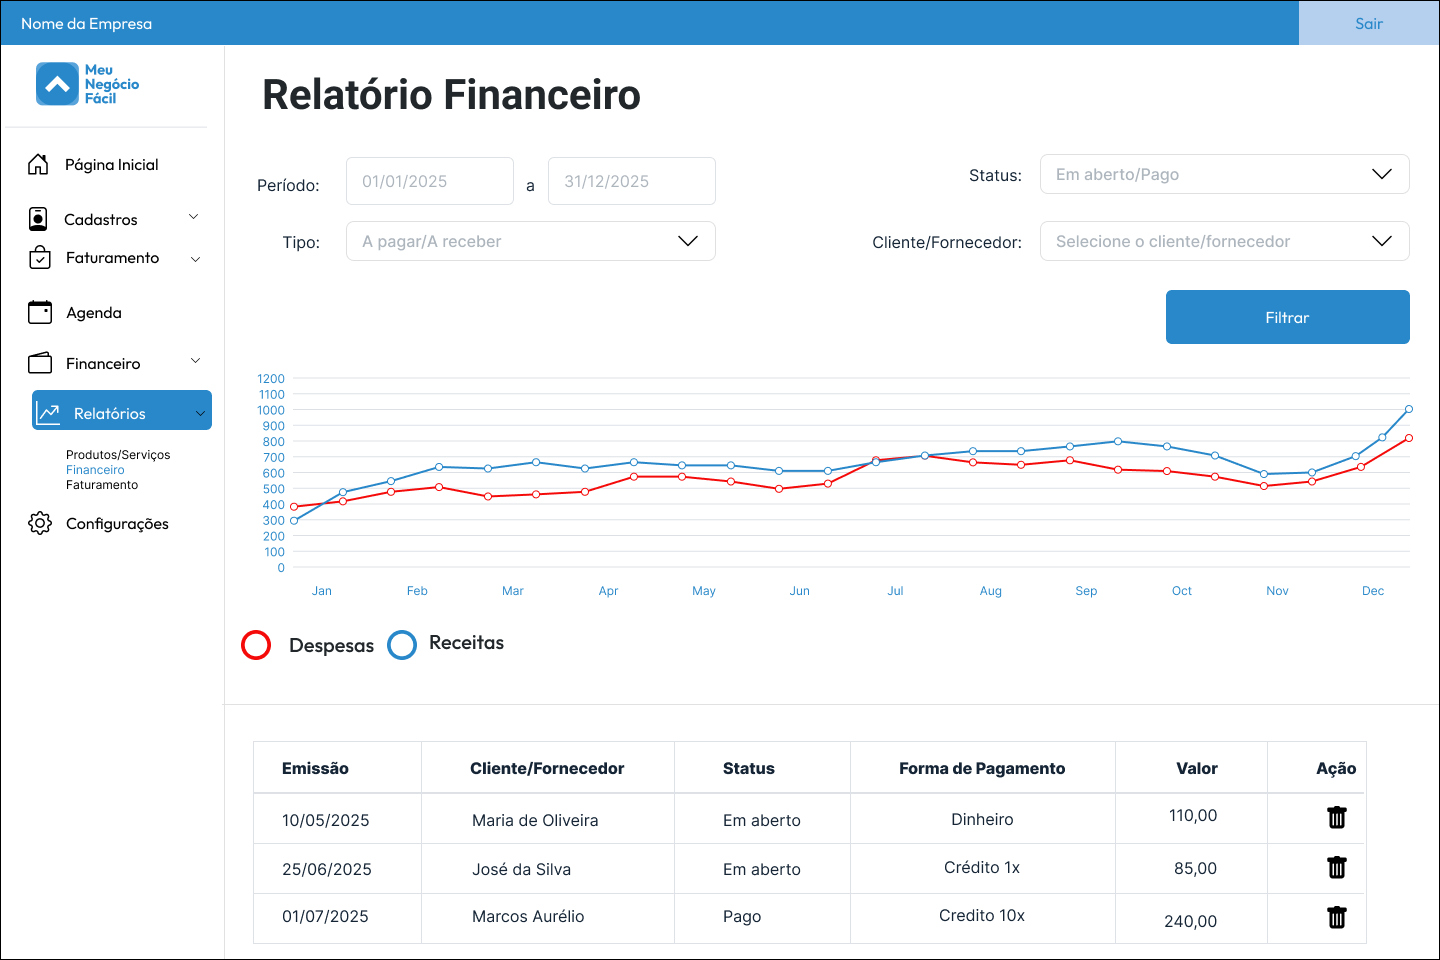 Nome da Empresa
Sair
Meu
Negócio
Fácil
Relatório Financeiro
Página Inicial
Cadastros
Faturamento
Agenda
Financeiro
Relatórios
Produtos/Serviços
Financeiro
Faturamento
Configurações
Período: 01/01/2025 a 31/12/2025
Status: Em aberto/Pago
Tipo: A pagar/A receber
Cliente/Fornecedor: Selecione o cliente/fornecedor
Filtrar
1200
1100
1000
900
800
700
600
500
400
300
200
100
0
Jan Feb Mar Apr May Jun Jul Aug Sep Oct Nov Dec
Despesas Receitas
Emissão Cliente/Fornecedor Status Forma de Pagamento Valor Ação
10/05/2025 Maria de Oliveira Em aberto Dinheiro 110,00
25/06/2025 José da Silva Em aberto Crédito 1x 85,00
01/07/2025 Marcos Aurélio Pago Credito 10x 240,00